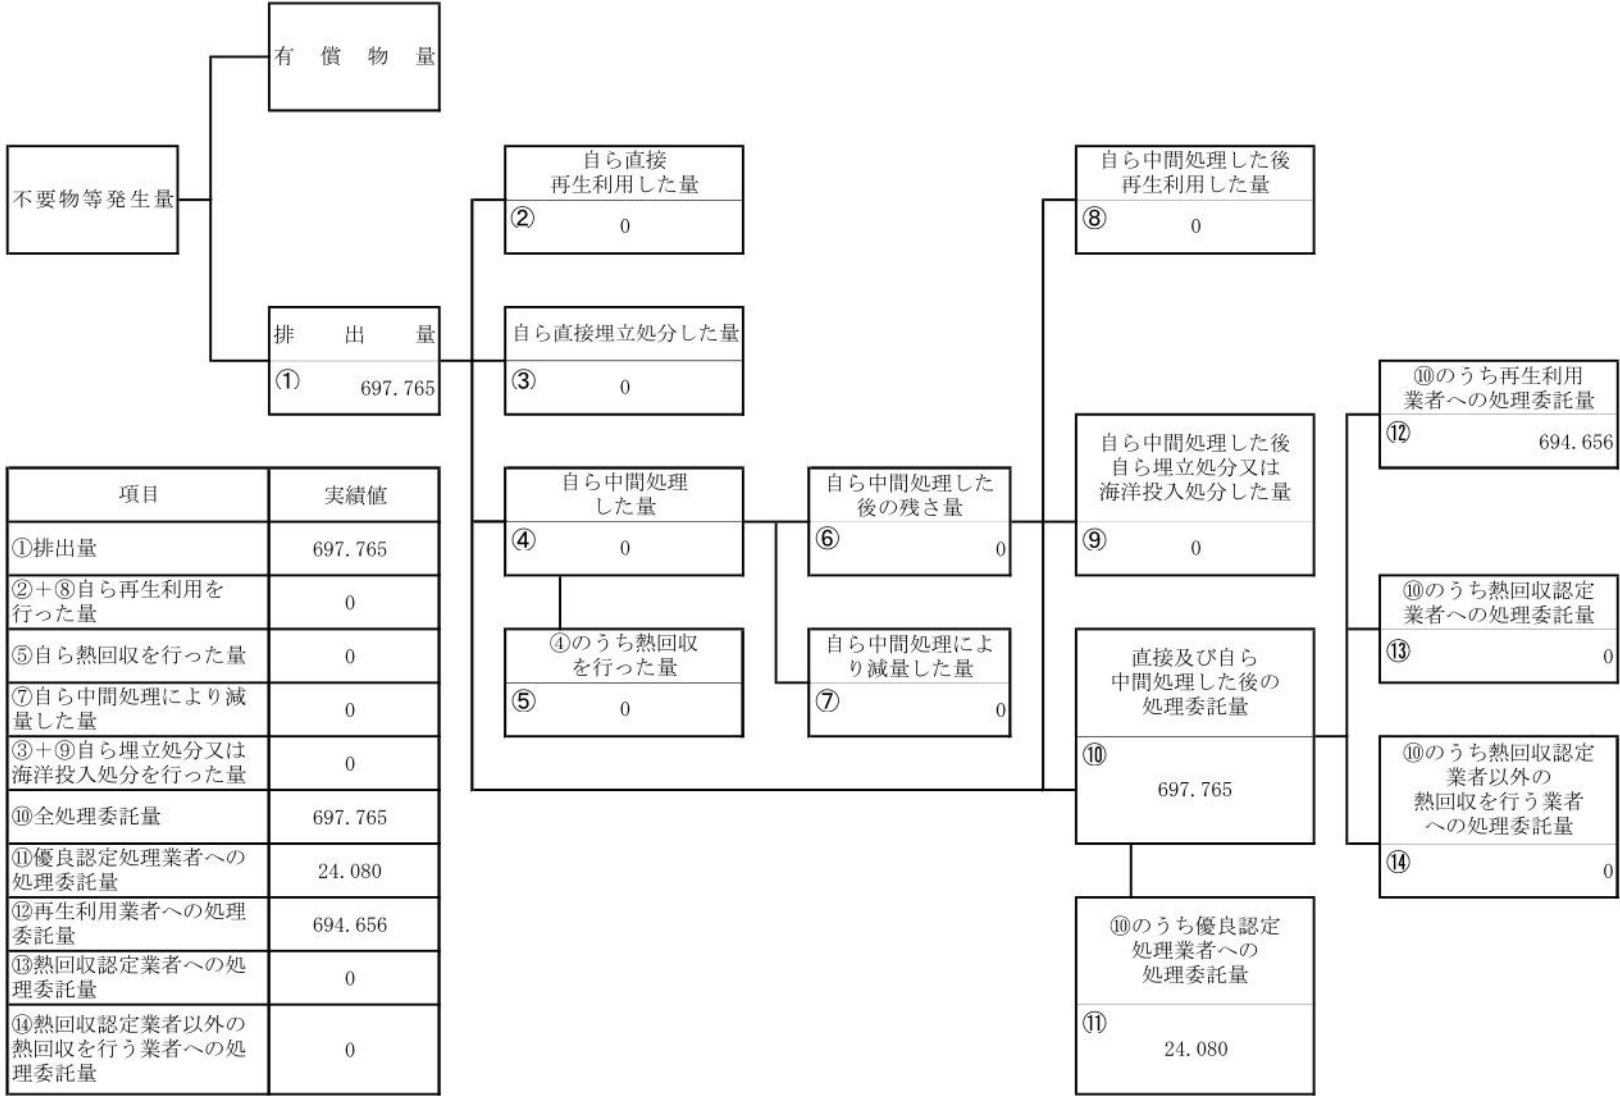 有償物量
不要物等発生量
排出量
①
697.765
自ら直接
再生利用した量
②
0
自ら直接埋立処分した量
③
0
自ら中間処理
した量
④
0
④のうち熱回収
を行った量
⑤
0
自ら中間処理した
後の残さ量
⑥
0
自ら中間処理によ
り減量した量
⑦
0
自ら中間処理した後
再生利用した量
⑧
0
自ら中間処理した後
自ら埋立処分又は
海洋投入処分した量
⑨
0
直接及び自ら
中間処理した後の
処理委託量
⑩
697.765
⑩のうち優良認定
処理業者への
処理委託量
⑪
24.080
⑩のうち再生利用
業者への処理委託量
⑫
694.656
⑩のうち熱回収認定
業者への処理委託量
⑬
0
⑩のうち熱回収認定
業者以外の
熱回収を行う業者
への処理委託量
⑭
0
項目 実績値
①排出量 697.765
②＋⑧自ら再生利用を
行った量
0
⑤自ら熱回収を行った量 0
⑦自ら中間処理により減
量した量
0
③＋⑨自ら埋立処分又は
海洋投入処分を行った量
0
⑩全処理委託量 697.765
⑪優良認定処理業者への
処理委託量
24.080
⑫再生利用業者への処理
委託量
694.656
⑬熱回収認定業者への処
理委託量
0
⑭熱回収認定業者以外の
熱回収を行う業者への処
理委託量
0